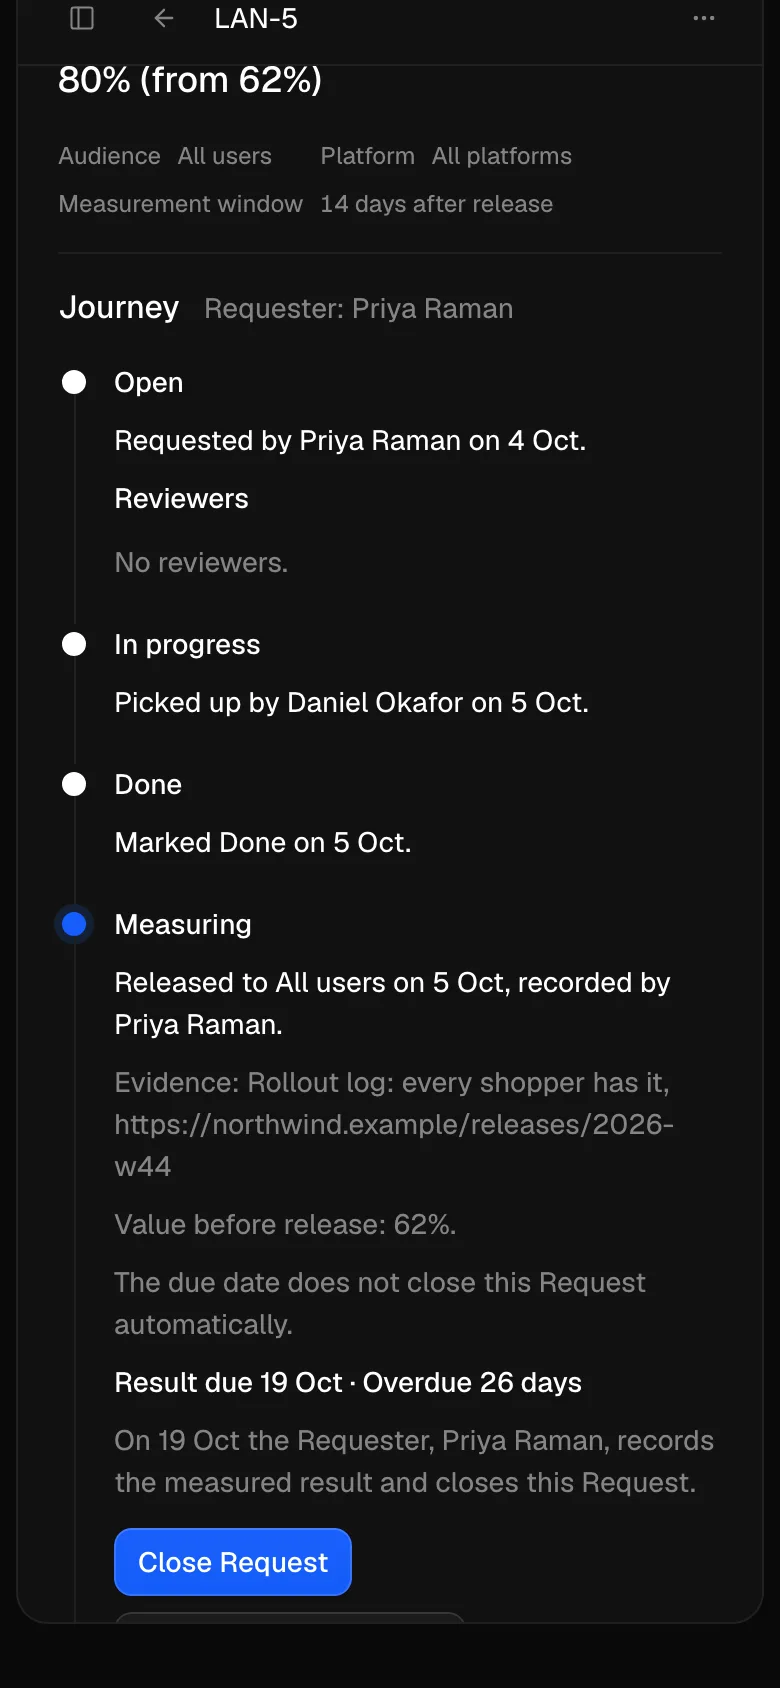 LAN-5
80% (from 62%)
Audience All users Platform All platforms
Measurement window 14 days after release
Journey Requester: Priya Raman
Open
Requested by Priya Raman on 4 Oct.
Reviewers
No reviewers.
In progress
Picked up by Daniel Okafor on 5 Oct.
Done
Marked Done on 5 Oct.
Measuring
Released to All users on 5 Oct, recorded by
Priya Raman.
Evidence: Rollout log: every shopper has it,
https://northwind.example/releases/2026-
w44
Value before release: 62%.
The due date does not close this Request
automatically.
Result due 19 Oct · Overdue 26 days
On 19 Oct the Requester, Priya Raman, records
the measured result and closes this Request.
Close Request